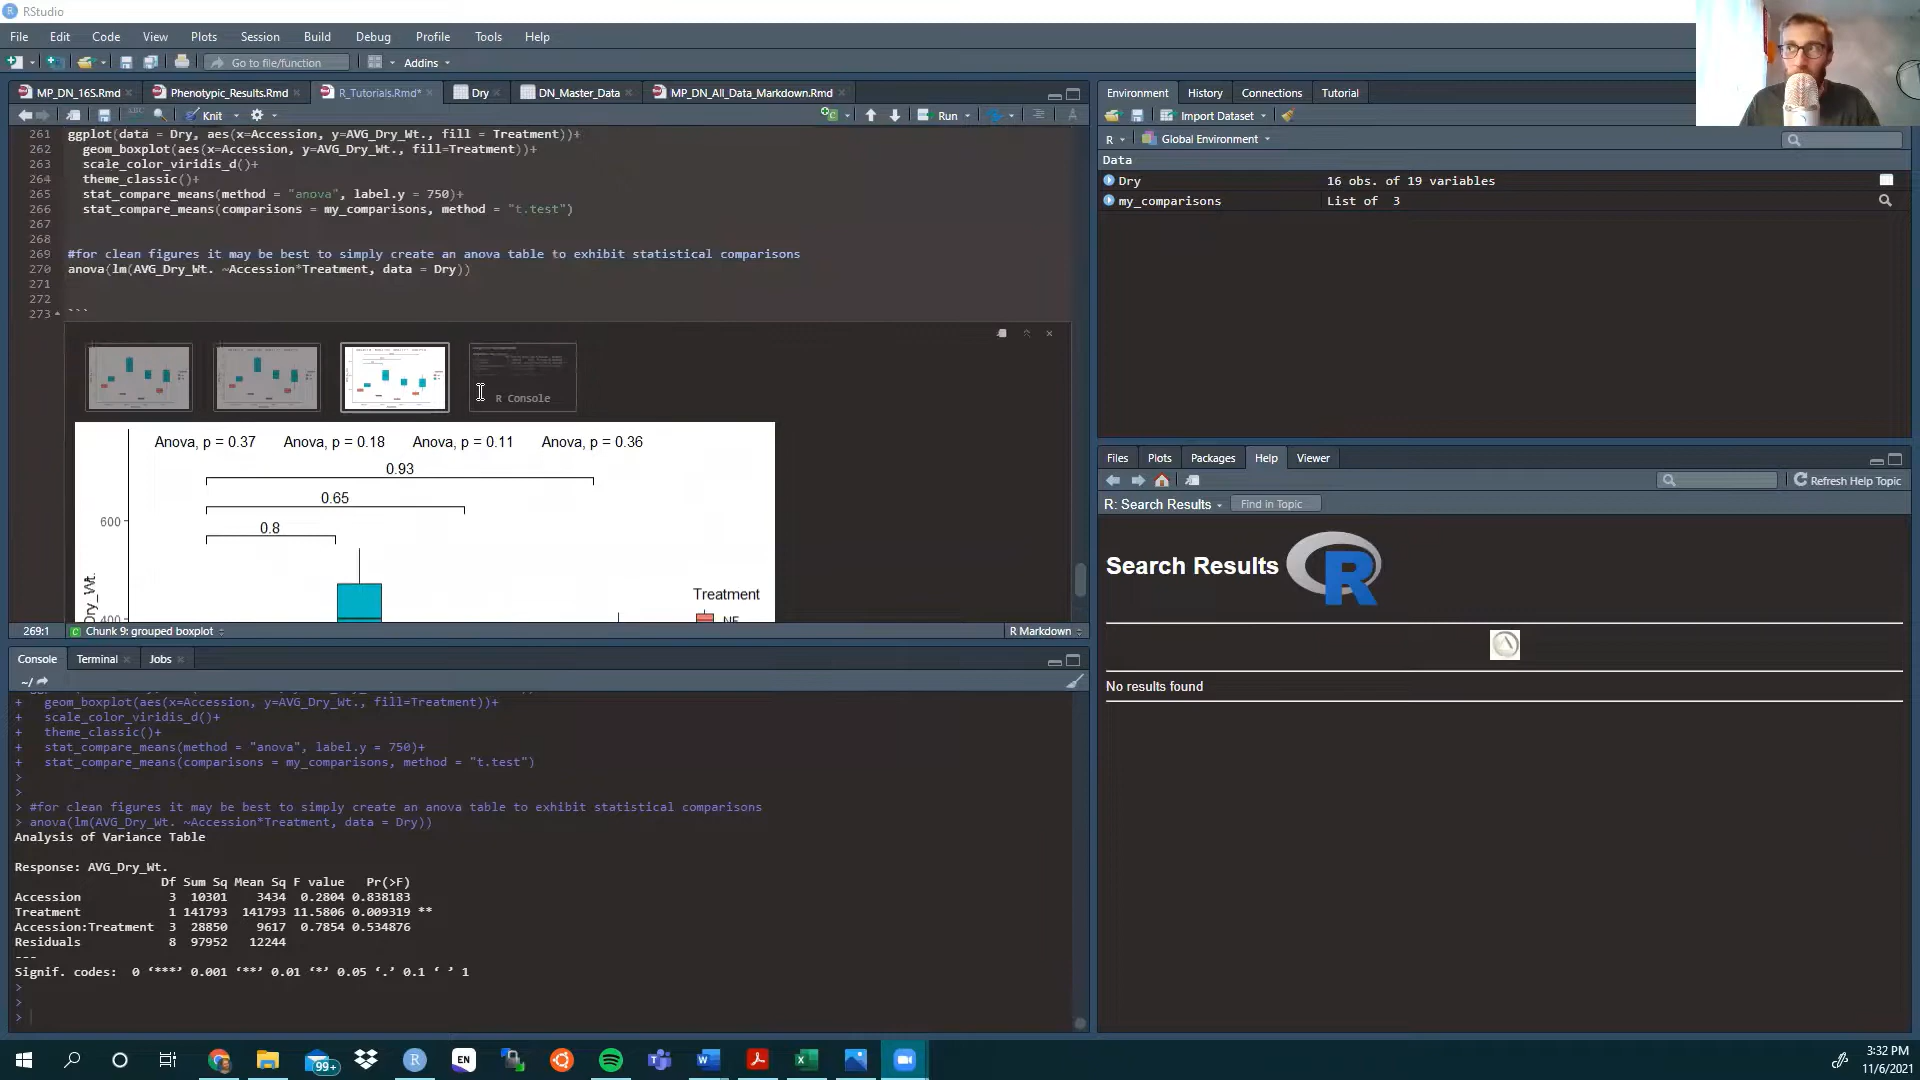 RStudio
File Edit Code View Plots Session Build Debug Profile Tools Help
Go to file/function Addins
MP_DN_16S.Rmd Phenotypic_Results.Rmd R_Tutorials.Rmd* Dry DN_Master_Data MP_DN_All_Data_Markdown.Rmd
Knit Run
261 ggplot(data = Dry, aes(x=Accession, y=AVG_Dry_Wt., fill = Treatment))+
262 geom_boxplot(aes(x=Accession, y=AVG_Dry_Wt., fill=Treatment))+
263 scale_color_viridis_d()+
264 theme_classic()+
265 stat_compare_means(method = "anova", label.y = 750)+
266 stat_compare_means(comparisons = my_comparisons, method = "t.test")
267
268
269 #for clean figures it may be best to simply create an anova table to exhibit statistical comparisons
270 anova(lm(AVG_Dry_Wt. ~Accession*Treatment, data = Dry))
271
272
273 ```
R Console
Anova, p = 0.37 Anova, p = 0.18 Anova, p = 0.11 Anova, p = 0.36
0.93
0.65
600
0.8
Dry_Wt.
Treatment
400
NF
269:1 Chunk 9: grouped boxplot R Markdown
Console Terminal Jobs
~/
+ geom_boxplot(aes(x=Accession, y=AVG_Dry_Wt., fill=Treatment))+
+ scale_color_viridis_d()+
+ theme_classic()+
+ stat_compare_means(method = "anova", label.y = 750)+
+ stat_compare_means(comparisons = my_comparisons, method = "t.test")
>
>
> #for clean figures it may be best to simply create an anova table to exhibit statistical comparisons
> anova(lm(AVG_Dry_Wt. ~Accession*Treatment, data = Dry))
Analysis of Variance Table
Response: AVG_Dry_Wt.
Df Sum Sq Mean Sq F value Pr(>F)
Accession 3 10301 3434 0.2804 0.838183
Treatment 1 141793 141793 11.5806 0.009319 **
Accession:Treatment 3 28850 9617 0.7854 0.534876
Residuals 8 97952 12244
---
Signif. codes: 0 ‘***’ 0.001 ‘**’ 0.01 ‘*’ 0.05 ‘.’ 0.1 ‘ ’ 1
>
>
>
Environment History Connections Tutorial
Import Dataset
R Global Environment
Data
Dry 16 obs. of 19 variables
my_comparisons List of 3
Files Plots Packages Help Viewer
Refresh Help Topic
R: Search Results Find in Topic
Search Results R
No results found
99+ R EN
3:32 PM
11/6/2021